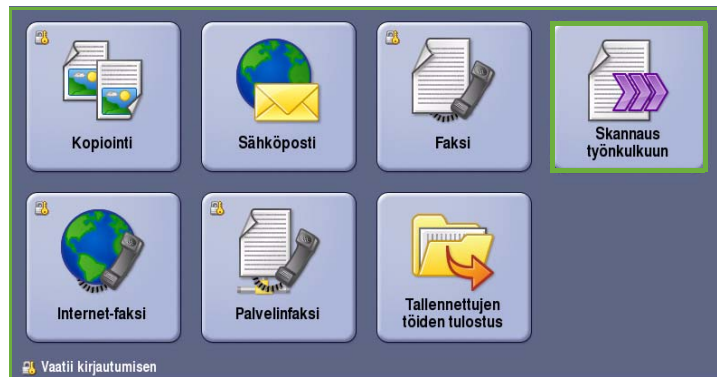 Kopiointi
Sähköposti
Faksi
Skannaus
työnkulkuun
Internet-faksi
Palvelinfaksi
Tallennettujen
töiden tulostus
Vaatii kirjautumisen